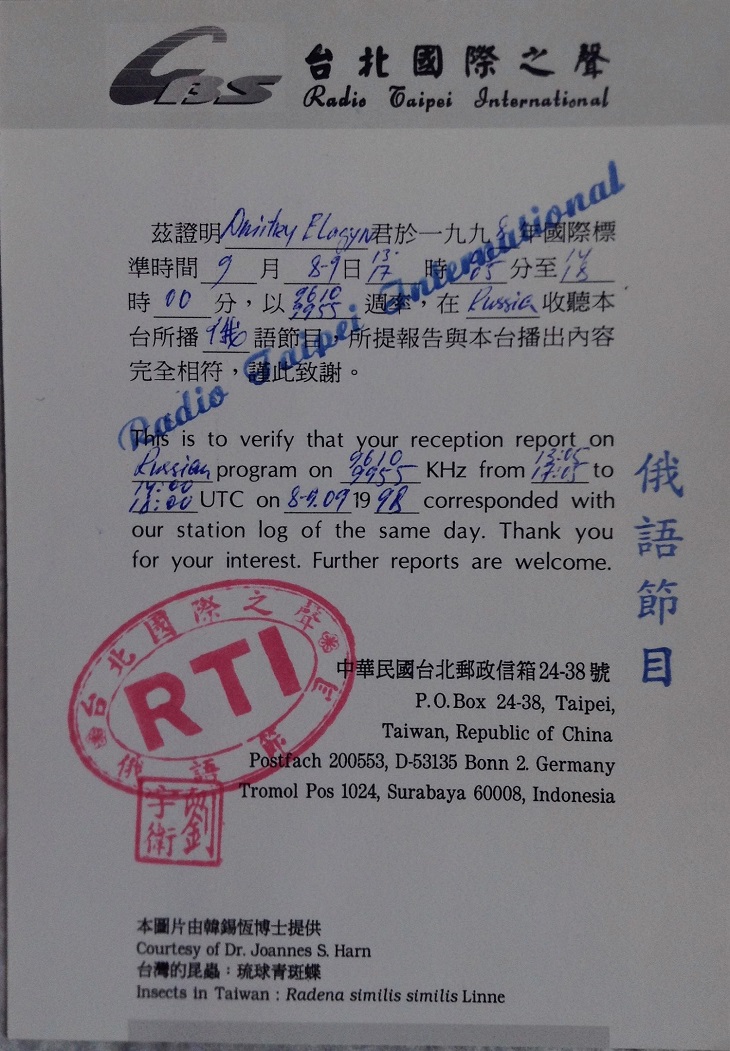 CBS
台北國際之聲
Radio Taipei International
茲證明 Dmitry Elagyn 君於一九九8年國際標
準時間 9 月 8-9 日 13 17 時 05 分至 14 18
時 00 分，以 9610 9955 週率，在 Russia 收聽本
台所播 俄 語節目，所提報告與本台播出內容
完全相符，謹此致謝。
Radio Taipei International
This is to verify that your reception report on
Russian program on 9610 9955 KHz from 13:05 17:05 to
14:00 18:00 UTC on 8-9.09 1998 corresponded with
our station log of the same day. Thank you
for your interest. Further reports are welcome.
俄語節目
台北國際之聲
RTI
俄語節目
中華民國台北郵政信箱24-38號
P.O.Box 24-38, Taipei,
Taiwan, Republic of China
Postfach 200553, D-53135 Bonn 2. Germany
Tromol Pos 1024, Surabaya 60008, Indonesia
本圖片由韓錫恆博士提供
Courtesy of Dr. Joannes S. Harn
台灣的昆蟲：琉球青斑蝶
Insects in Taiwan : Radena similis similis Linne